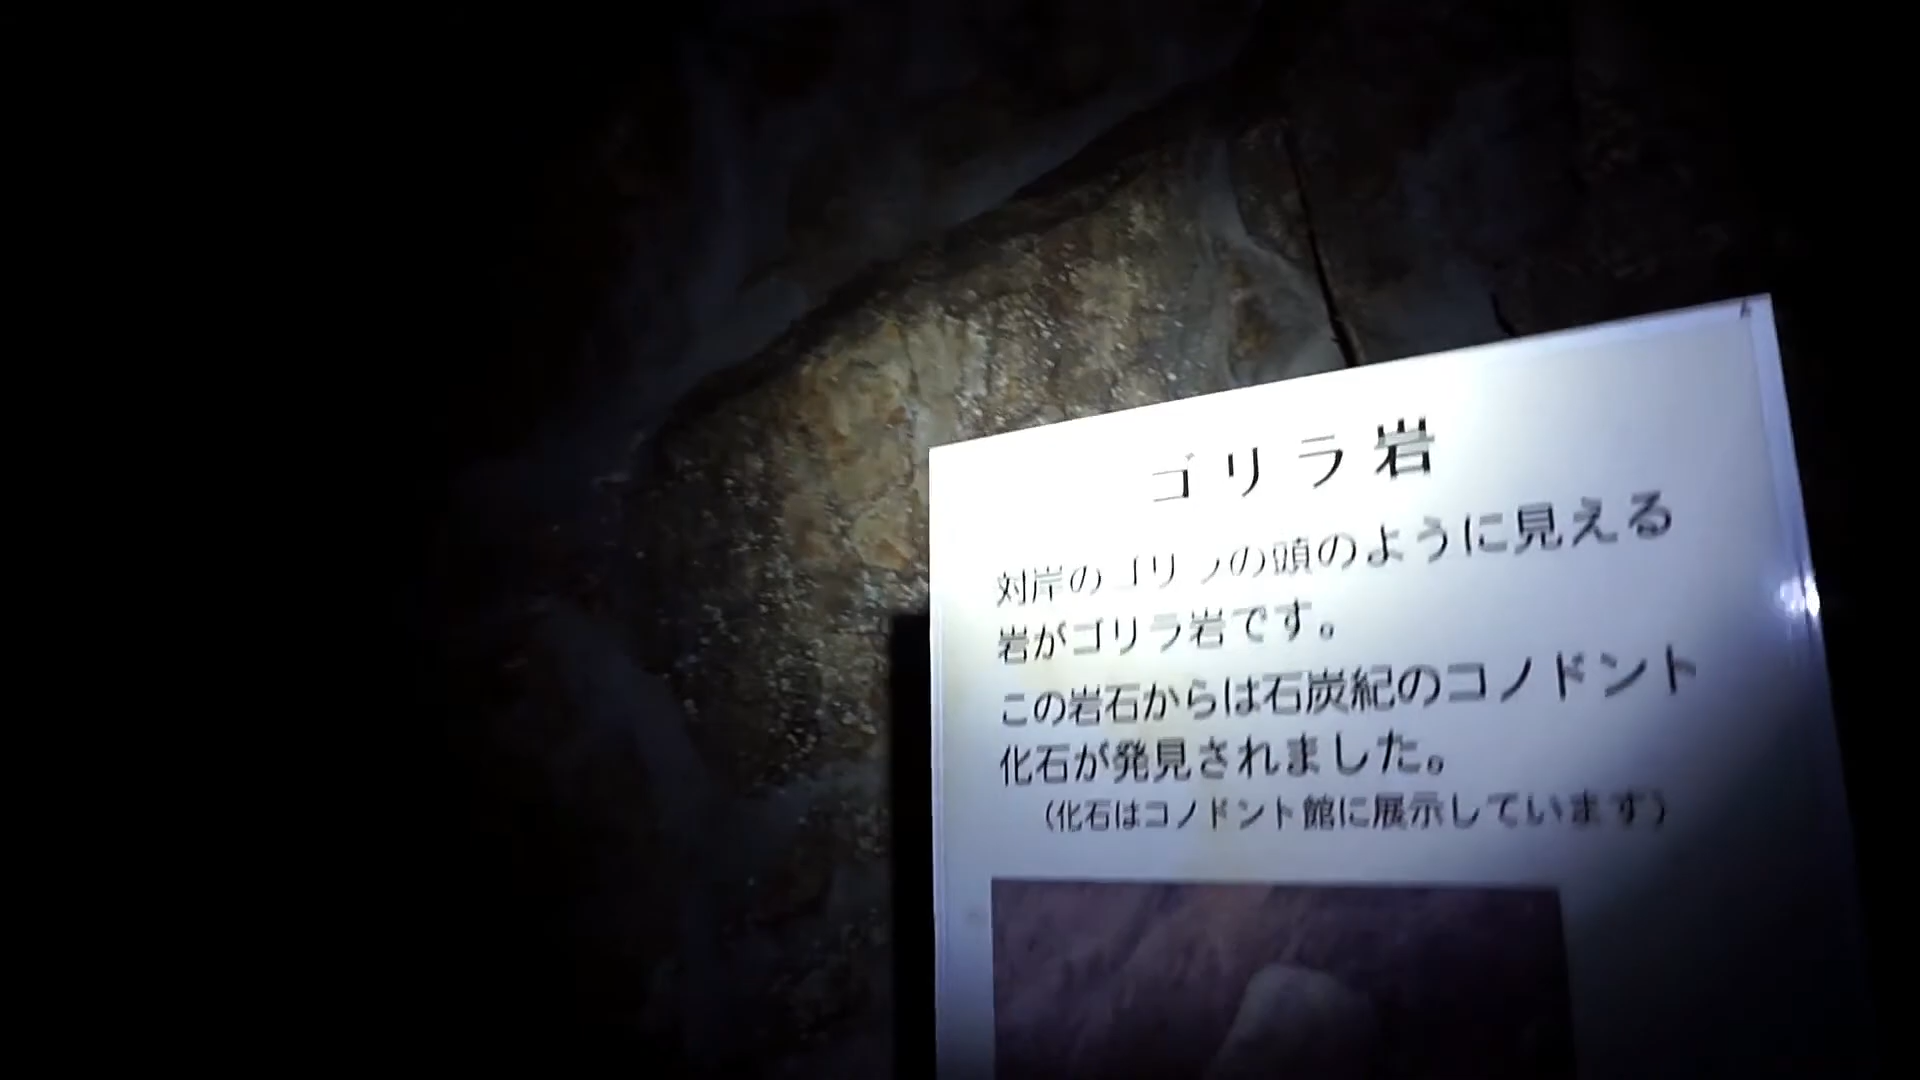 ゴリラ岩
対岸のゴリラの頭のように見える
岩がゴリラ岩です。
この岩石からは石炭紀のコノドント
化石が発見されました。
（化石はコノドント館に展示しています）